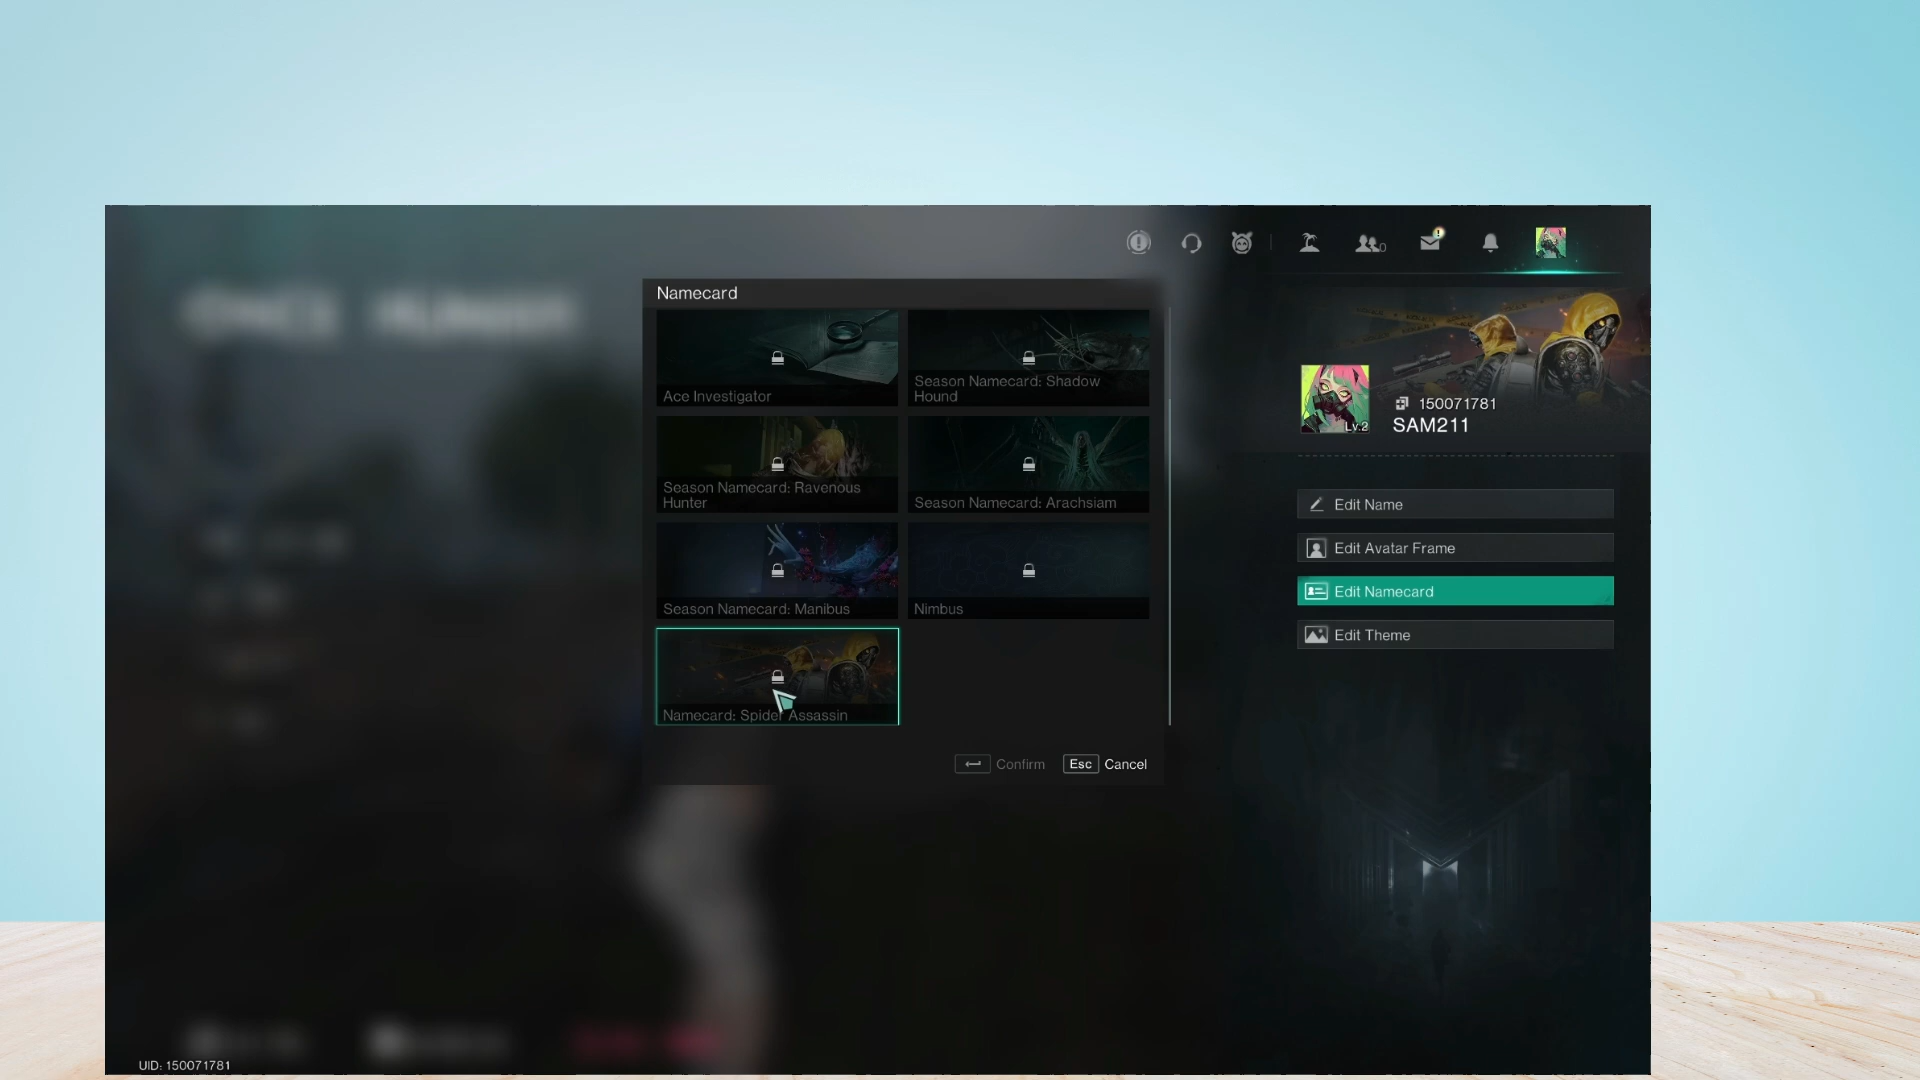 Namecard
Ace Investigator
Season Namecard: Shadow
Hound
Season Namecard: Ravenous
Hunter
Season Namecard: Arachsiam
Season Namecard: Manibus
Nimbus
Namecard: Spider Assassin
Confirm
Esc Cancel
0
Lv.2
150071781
SAM211
Edit Name
Edit Avatar Frame
Edit Namecard
Edit Theme
UID: 150071781